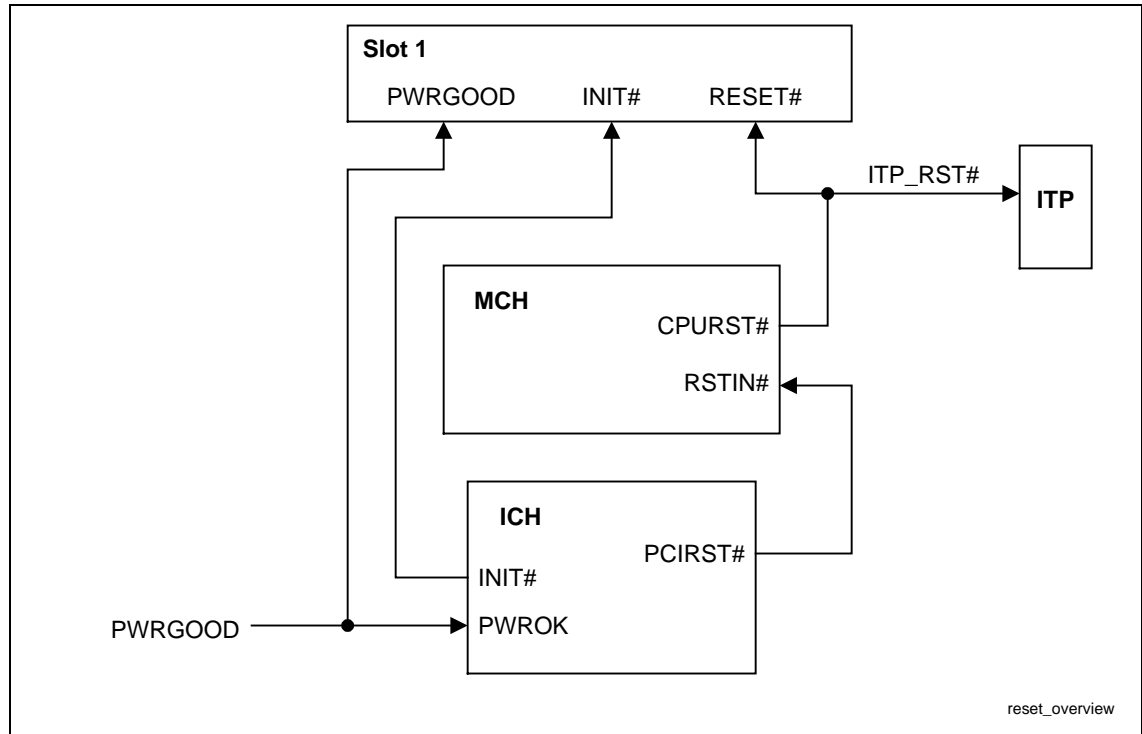 Slot 1
PWRGOOD INIT# RESET#
ITP_RST#
ITP
MCH
CPURST#
RSTIN#
ICH
PCIRST#
INIT#
PWRGOOD PWROK
reset_overview